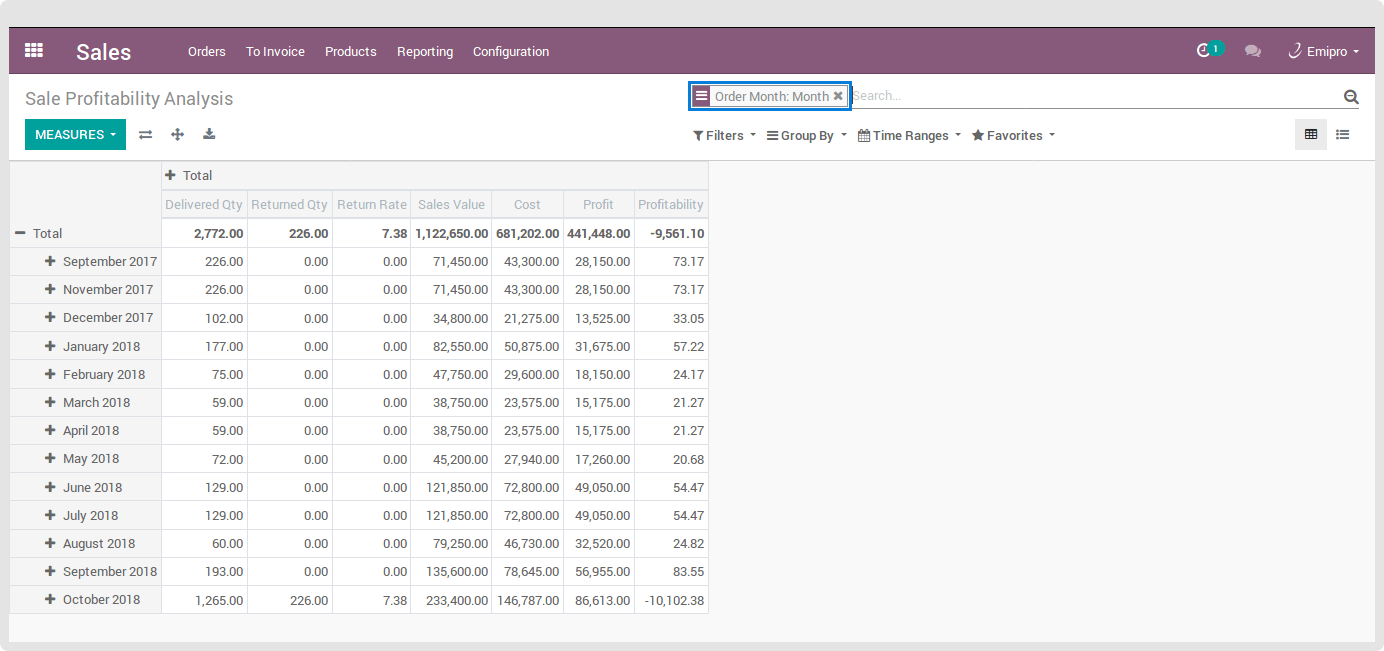 Sales Orders To Invoice Products Reporting Configuration 1 Emipro
Sale Profitability Analysis Order Month: Month Search...
MEASURES Filters Group By Time Ranges Favorites
Total
Delivered Qty Returned Qty Return Rate Sales Value Cost Profit Profitability
Total 2,772.00 226.00 7.38 1,122,650.00 681,202.00 441,448.00 -9,561.10
September 2017 226.00 0.00 0.00 71,450.00 43,300.00 28,150.00 73.17
November 2017 226.00 0.00 0.00 71,450.00 43,300.00 28,150.00 73.17
December 2017 102.00 0.00 0.00 34,800.00 21,275.00 13,525.00 33.05
January 2018 177.00 0.00 0.00 82,550.00 50,875.00 31,675.00 57.22
February 2018 75.00 0.00 0.00 47,750.00 29,600.00 18,150.00 24.17
March 2018 59.00 0.00 0.00 38,750.00 23,575.00 15,175.00 21.27
April 2018 59.00 0.00 0.00 38,750.00 23,575.00 15,175.00 21.27
May 2018 72.00 0.00 0.00 45,200.00 27,940.00 17,260.00 20.68
June 2018 129.00 0.00 0.00 121,850.00 72,800.00 49,050.00 54.47
July 2018 129.00 0.00 0.00 121,850.00 72,800.00 49,050.00 54.47
August 2018 60.00 0.00 0.00 79,250.00 46,730.00 32,520.00 24.82
September 2018 193.00 0.00 0.00 135,600.00 78,645.00 56,955.00 83.55
October 2018 1,265.00 226.00 7.38 233,400.00 146,787.00 86,613.00 -10,102.38